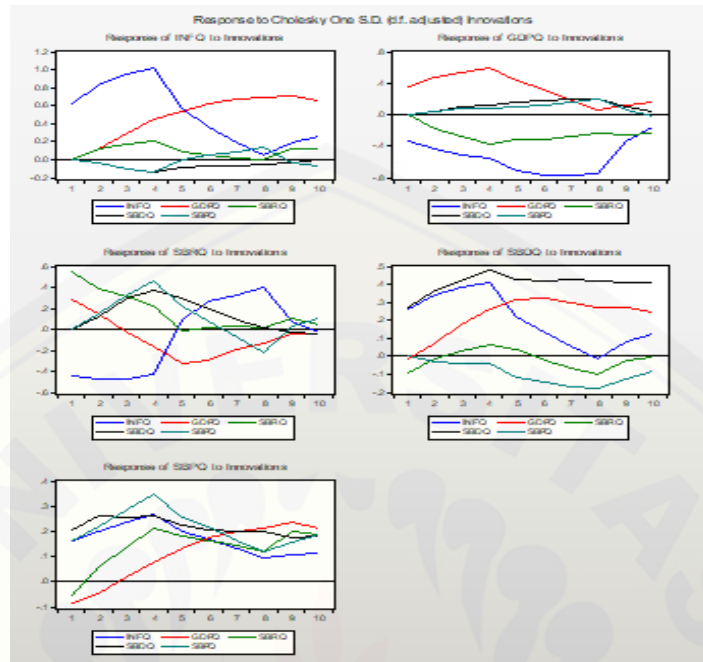 Response to Cholesky One S.D. (d.f. adjusted) Innovations
Response of INFQ to Innovations
1.2
1.0
0.8
0.6
0.4
0.2
0.0
-0.2
1 2 3 4 5 6 7 8 9 10
INFQ GDPQ SBRQ
SBDQ SBPQ
Response of GDPQ to Innovations
.8
.4
.0
-.4
-.8
1 2 3 4 5 6 7 8 9 10
INFQ GDPQ SBRQ
SBDQ SBPQ
Response of SBRQ to Innovations
.6
.4
.2
.0
-.2
-.4
-.6
1 2 3 4 5 6 7 8 9 10
INFQ GDPQ SBRQ
SBDQ SBPQ
Response of SBDQ to Innovations
.5
.4
.3
.2
.1
.0
-.1
-.2
1 2 3 4 5 6 7 8 9 10
INFQ GDPQ SBRQ
SBDQ SBPQ
Response of SBPQ to Innovations
.4
.3
.2
.1
.0
-.1
1 2 3 4 5 6 7 8 9 10
INFQ GDPQ SBRQ
SBDQ SBPQ
UNIVERSITAS